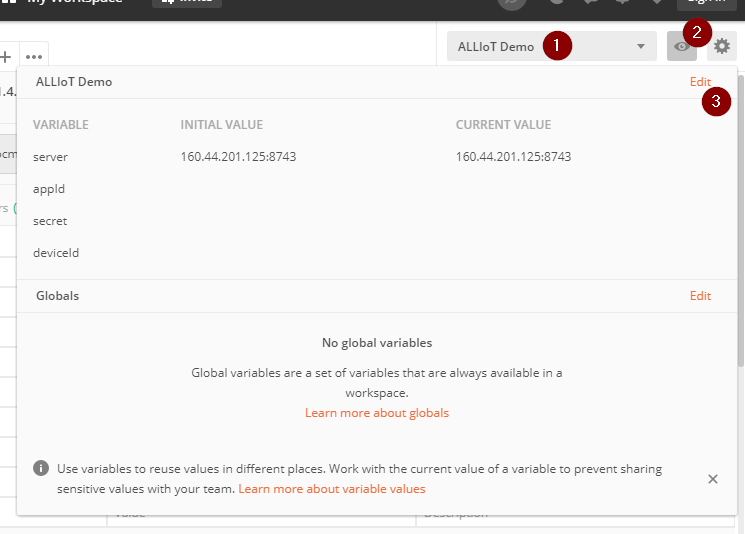 My Workspace
Invite
Sign In
ALLIoT Demo
1
2
ALLIoT Demo
Edit
3
VARIABLE INITIAL VALUE CURRENT VALUE
server 160.44.201.125:8743 160.44.201.125:8743
appId
secret
deviceId
Globals
Edit
No global variables
Global variables are a set of variables that are always available in a
workspace.
Learn more about globals
Use variables to reuse values in different places. Work with the current value of a variable to prevent sharing
sensitive values with your team. Learn more about variable values
Value
Description